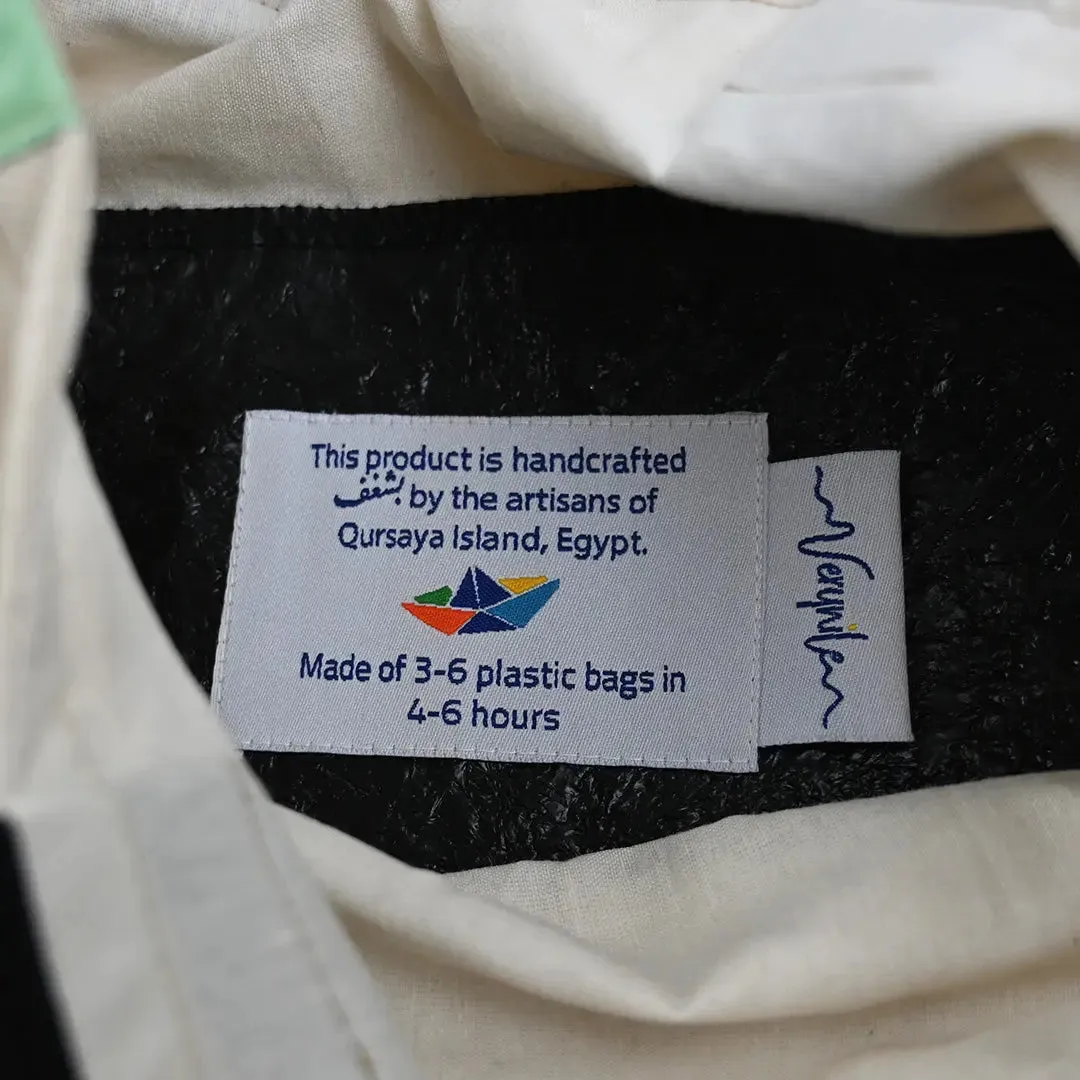 This product is handcrafted
بشغف by the artisans of
Qursaya Island, Egypt.
Made of 3-6 plastic bags in
4-6 hours
VeryNile